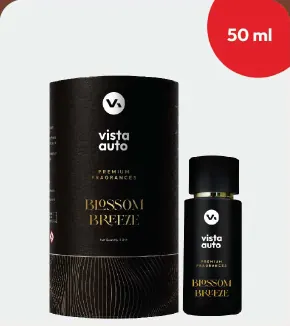 50 ml
vista
auto
PREMIUM
FRAGRANCES
BLOSSOM
BREEZE
vista
auto
PREMIUM
FRAGRANCES
BLOSSOM
BREEZE